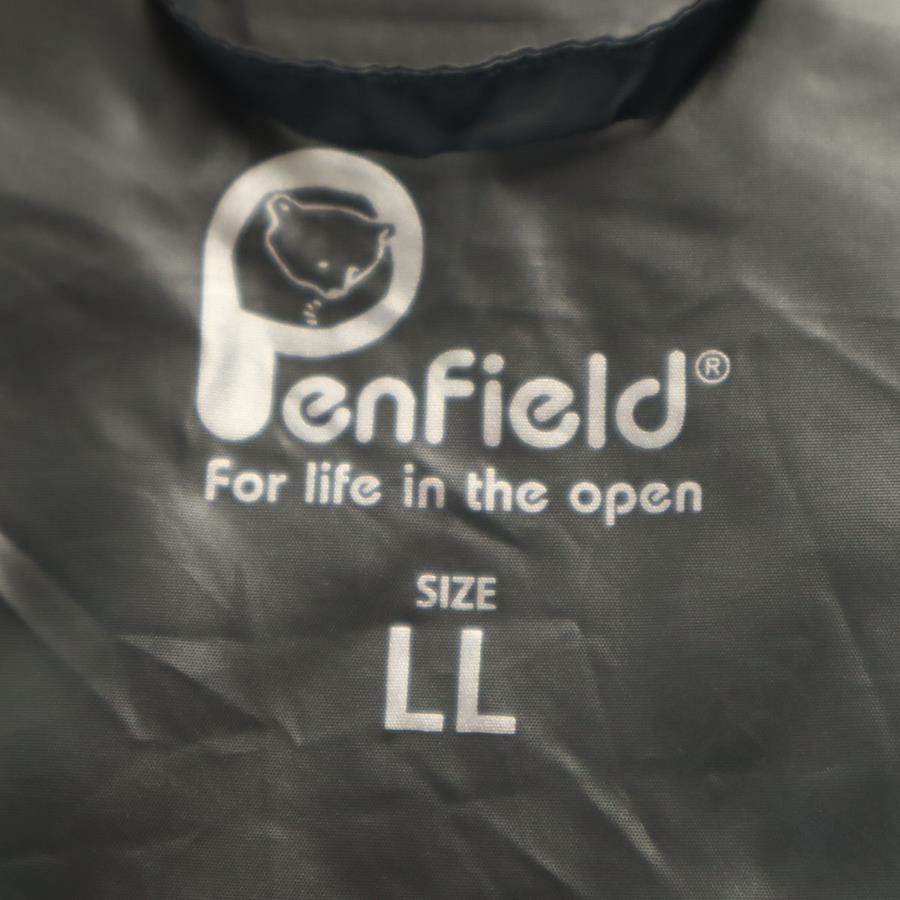 Penfield®
For life in the open
SIZE
LL